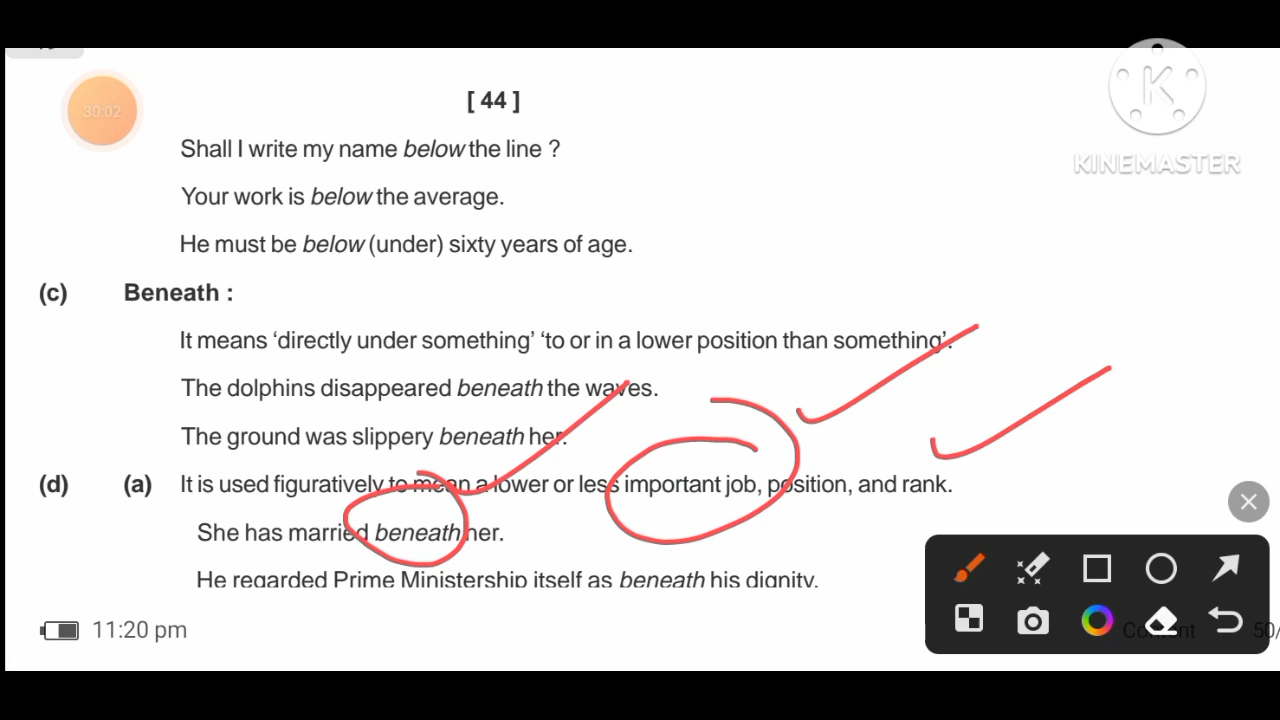 30:02
[ 44 ]
KINEMASTER
Shall I write my name below the line ?
Your work is below the average.
He must be below (under) sixty years of age.
(c) Beneath :
It means ‘directly under something’ ‘to or in a lower position than something’.
The dolphins disappeared beneath the waves.
The ground was slippery beneath her.
(d) (a) It is used figuratively to mean a lower or less important job, position, and rank.
She has married beneath her.
He regarded Prime Ministership itself as beneath his dignity.
11:20 pm
50/